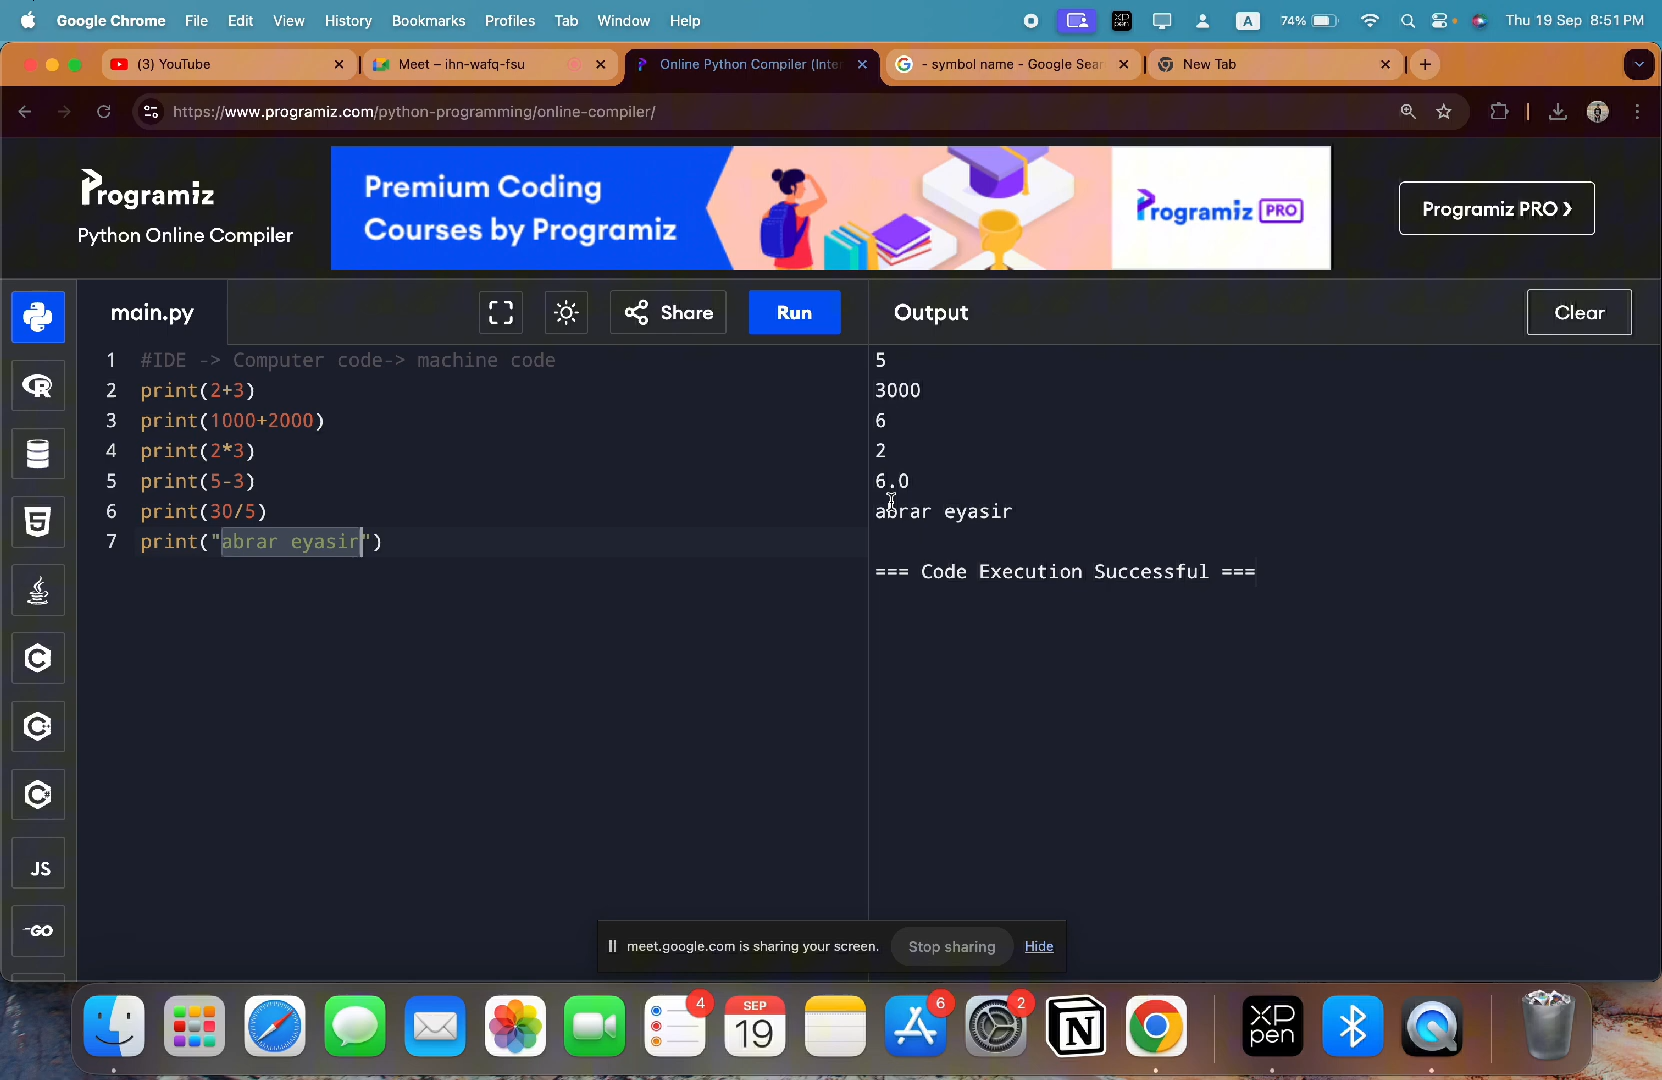 Google Chrome File Edit View History Bookmarks Profiles Tab Window Help XP Pen A 74% Thu 19 Sep 8:51 PM
(3) YouTube Meet – ihn-wafq-fsu Online Python Compiler (Inte - symbol name - Google Sear New Tab
https://www.programiz.com/python-programming/online-compiler/
Programiz
Python Online Compiler
Premium Coding
Courses by Programiz
Programiz PRO
Programiz PRO ›
main.py Share Run Output Clear
1 #IDE -> Computer code-> machine code
2 print(2+3)
3 print(1000+2000)
4 print(2*3)
5 print(5-3)
6 print(30/5)
7 print("abrar eyasir")
5
3000
6
2
6.0
abrar eyasir
=== Code Execution Successful ===
R
5
C
C
C
JS
GO
meet.google.com is sharing your screen. Stop sharing Hide
4
SEP
19
6
2
N
XP
pen